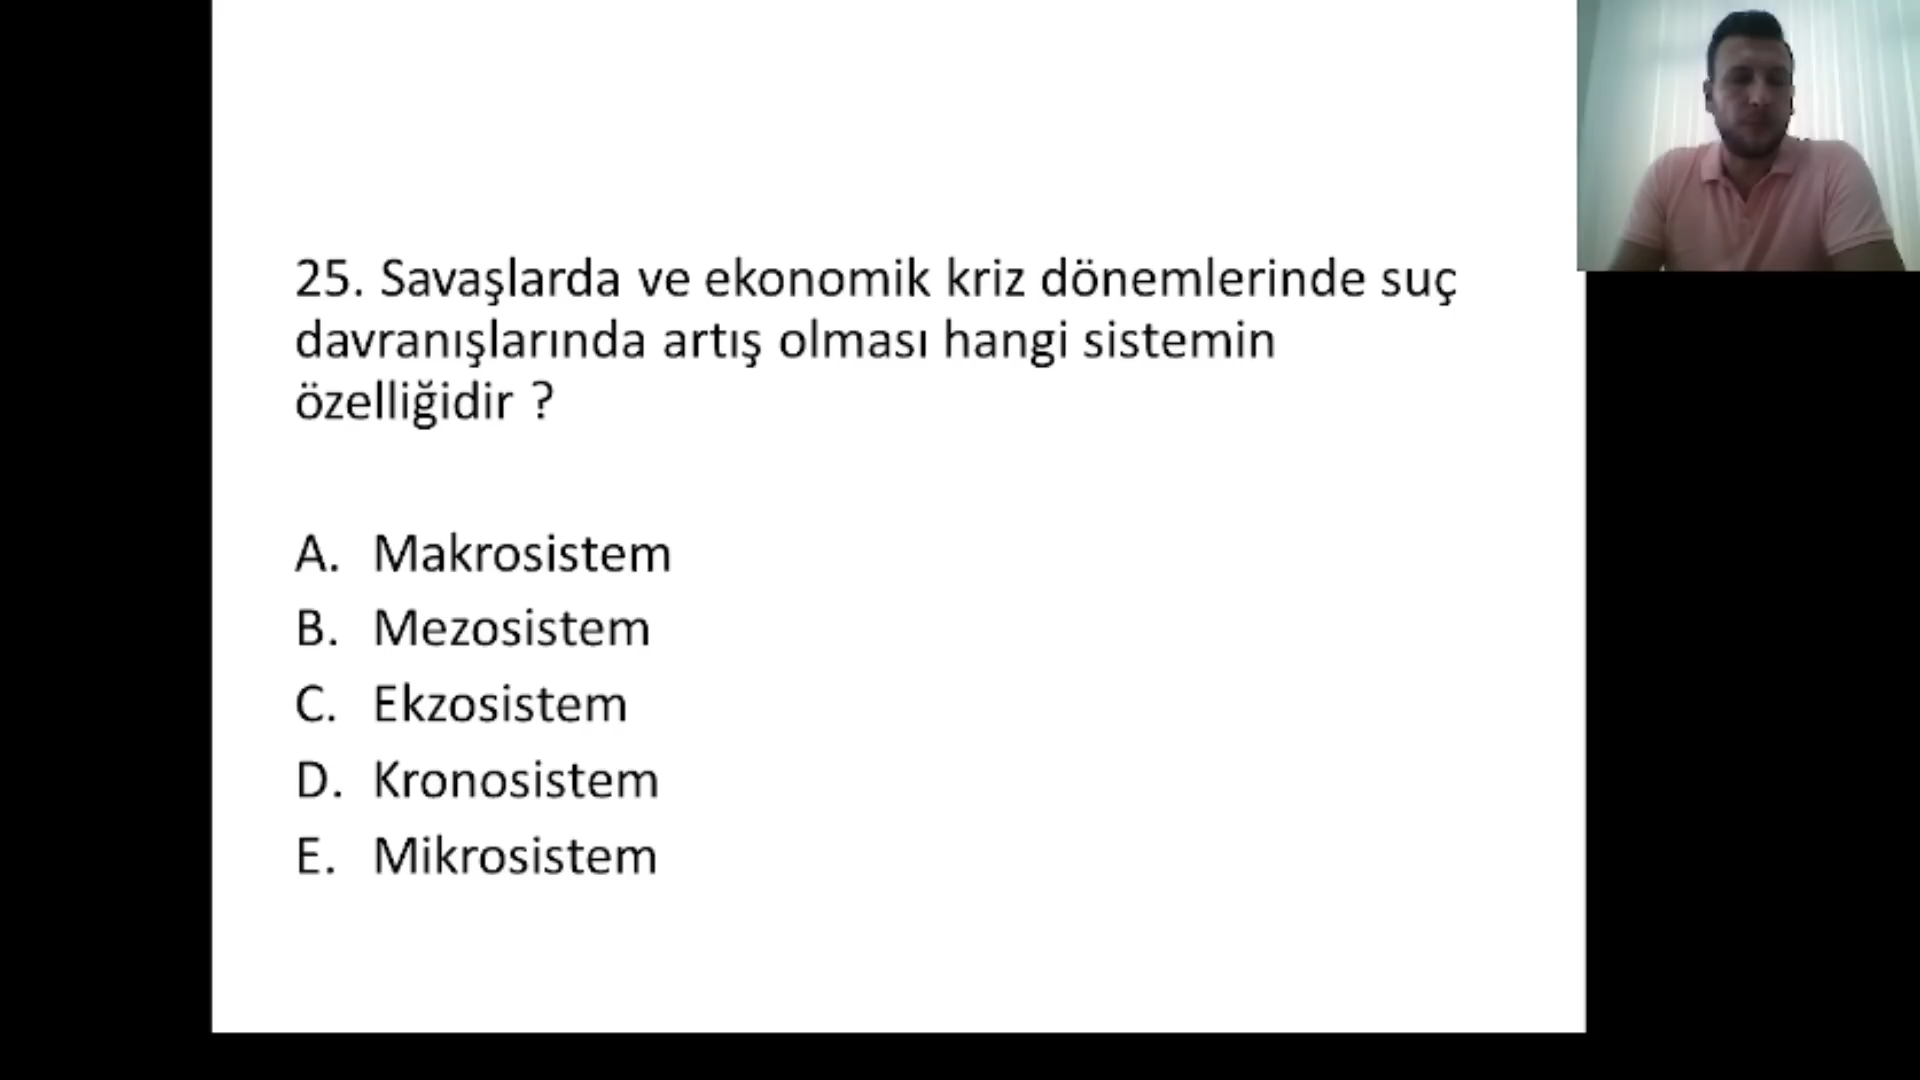 25. Savaşlarda ve ekonomik kriz dönemlerinde suç
davranışlarında artış olması hangi sistemin
özelliğidir ?
A. Makrosistem
B. Mezosistem
C. Ekzosistem
D. Kronosistem
E. Mikrosistem